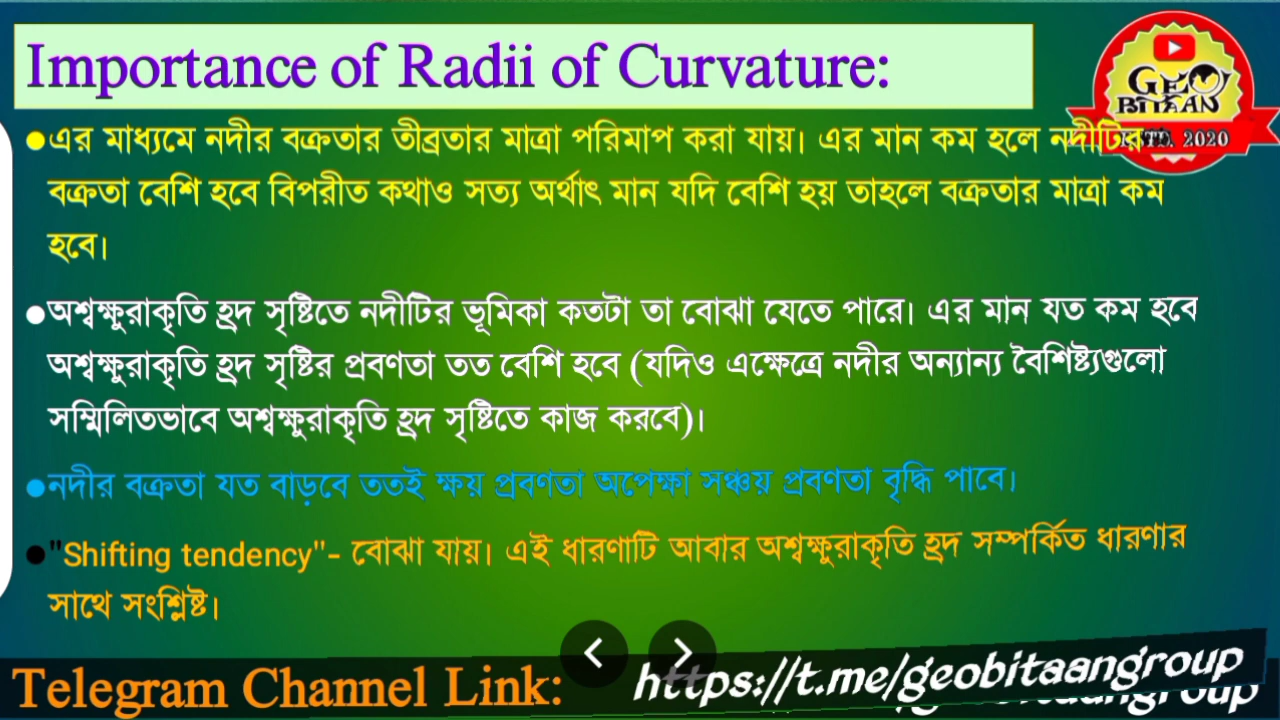 Importance of Radii of Curvature:
GEO
BITAAN
ESTD. 2020
●এর মাধ্যমে নদীর বক্রতার তীব্রতার মাত্রা পরিমাপ করা যায়। এর মান কম হলে নদীটির
বক্রতা বেশি হবে বিপরীত কথাও সত্য অর্থাৎ মান যদি বেশি হয় তাহলে বক্রতার মাত্রা কম
হবে।
●অশ্বক্ষুরাকৃতি হ্রদ সৃষ্টিতে নদীটির ভূমিকা কতটা তা বোঝা যেতে পারে। এর মান যত কম হবে
অশ্বক্ষুরাকৃতি হ্রদ সৃষ্টির প্রবণতা তত বেশি হবে (যদিও এক্ষেত্রে নদীর অন্যান্য বৈশিষ্ট্যগুলো
সম্মিলিতভাবে অশ্বক্ষুরাকৃতি হ্রদ সৃষ্টিতে কাজ করবে)।
●নদীর বক্রতা যত বাড়বে ততই ক্ষয় প্রবণতা অপেক্ষা সঞ্চয় প্রবণতা বৃদ্ধি পাবে।
●"Shifting tendency"- বোঝা যায়। এই ধারণাটি আবার অশ্বক্ষুরাকৃতি হ্রদ সম্পর্কিত ধারণার
সাথে সংশ্লিষ্ট।
Telegram Channel Link: https://t.me/geobitaangroup